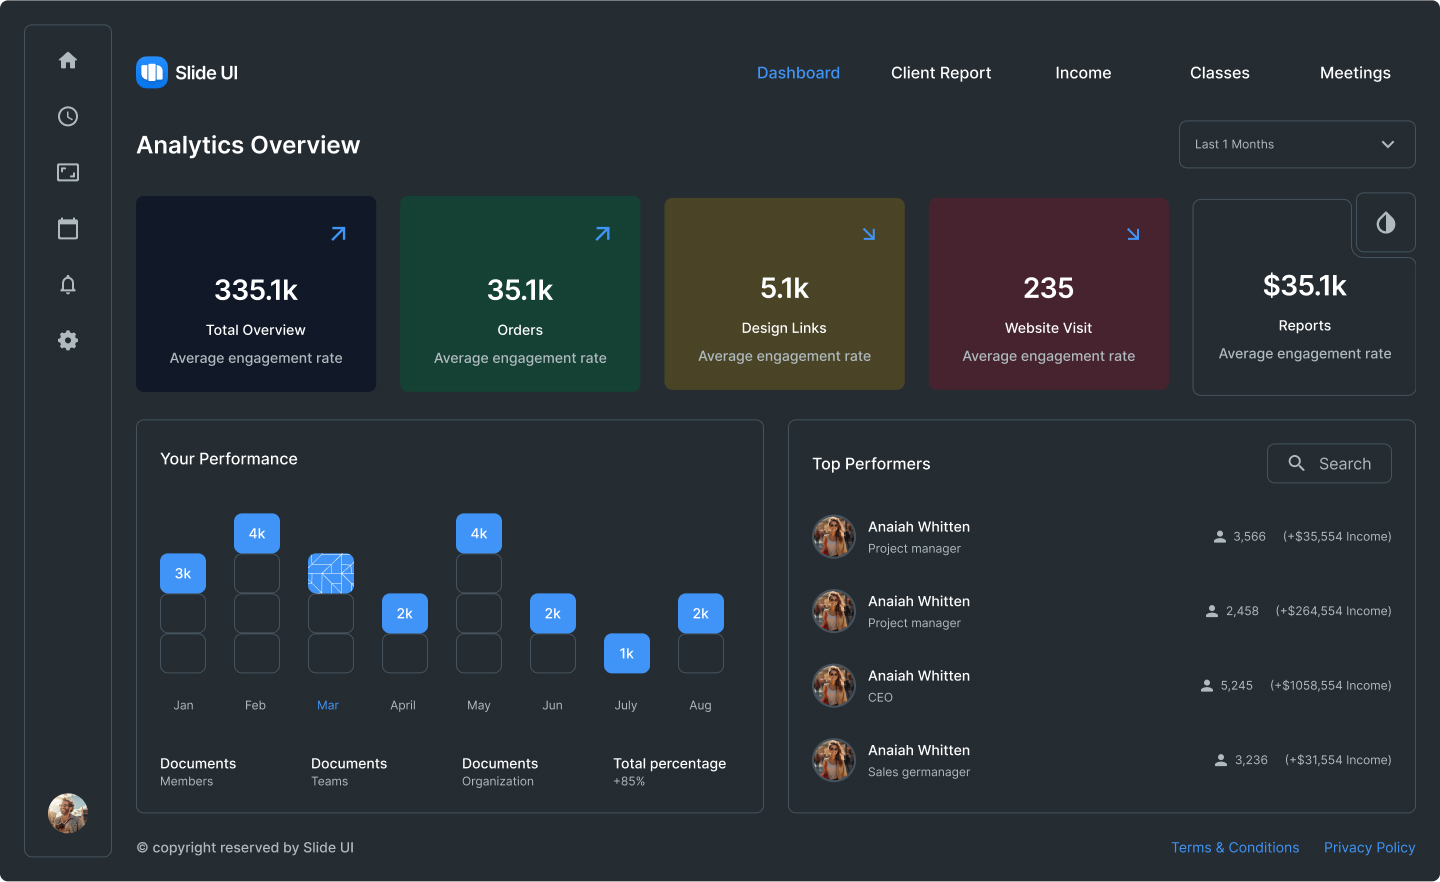 Slide UI
Dashboard
Client Report
Income
Classes
Meetings
Analytics Overview
Last 1 Months
335.1k
Total Overview
Average engagement rate
35.1k
Orders
Average engagement rate
5.1k
Design Links
Average engagement rate
235
Website Visit
Average engagement rate
$35.1k
Reports
Average engagement rate
Your Performance
3k
4k
2k
4k
2k
1k
2k
Jan
Feb
Mar
April
May
Jun
July
Aug
Documents
Members
Documents
Teams
Documents
Organization
Total percentage
+85%
Top Performers
Search
Anaiah Whitten
Project manager
3,566
(+$35,554 Income)
Anaiah Whitten
Project manager
2,458
(+$264,554 Income)
Anaiah Whitten
CEO
5,245
(+$1058,554 Income)
Anaiah Whitten
Sales germanager
3,236
(+$31,554 Income)
© copyright reserved by Slide UI
Terms & Conditions
Privacy Policy